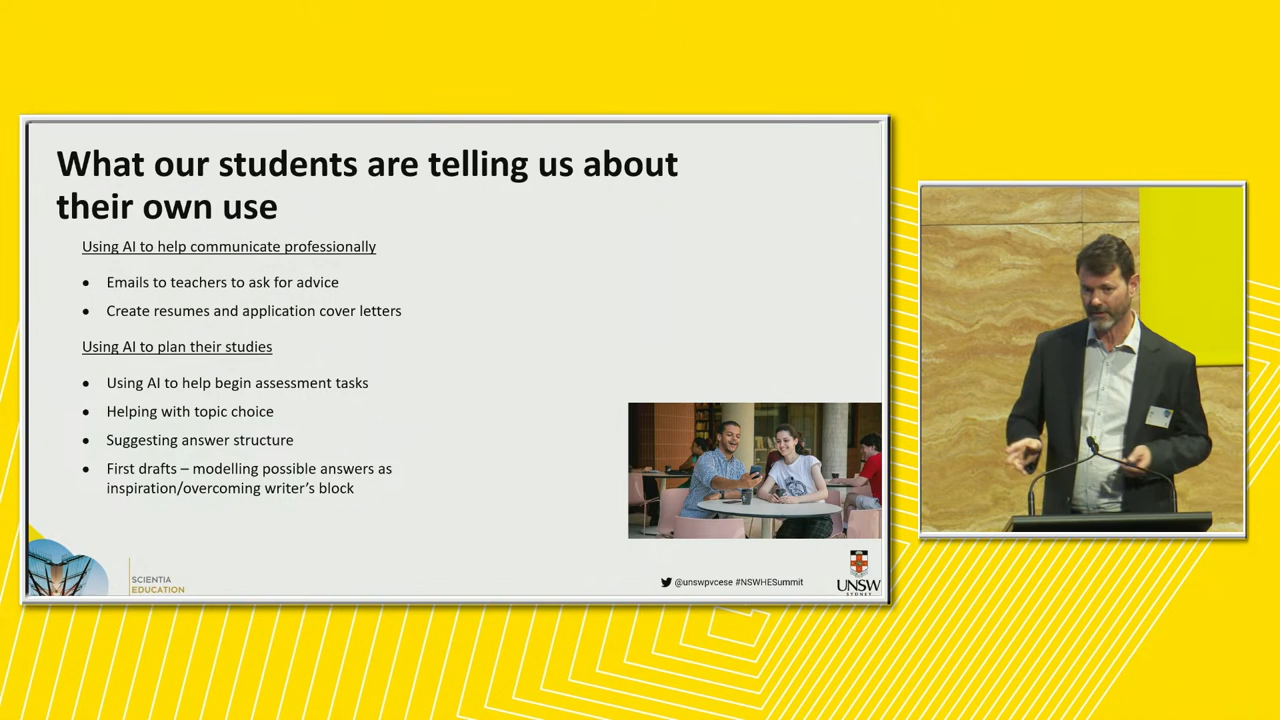 What our students are telling us about
their own use
Using AI to help communicate professionally
• Emails to teachers to ask for advice
• Create resumes and application cover letters
Using AI to plan their studies
• Using AI to help begin assessment tasks
• Helping with topic choice
• Suggesting answer structure
• First drafts – modelling possible answers as
inspiration/overcoming writer's block
SCIENTIA
EDUCATION
@unswpvcese #NSWHESummit
UNSW
SYDNEY